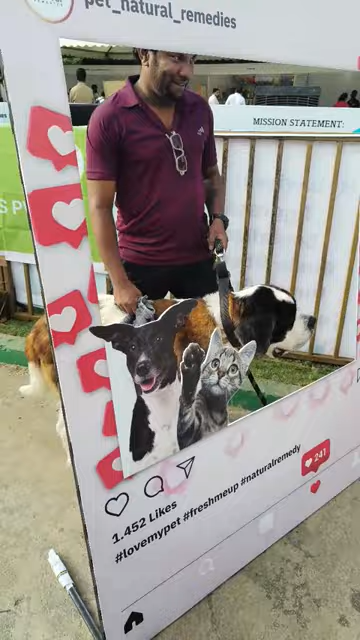 pet_natural_remedies
MISSION STATEMENT:
241
1.452 Likes
#lovemypet #freshmeup #naturalremedy